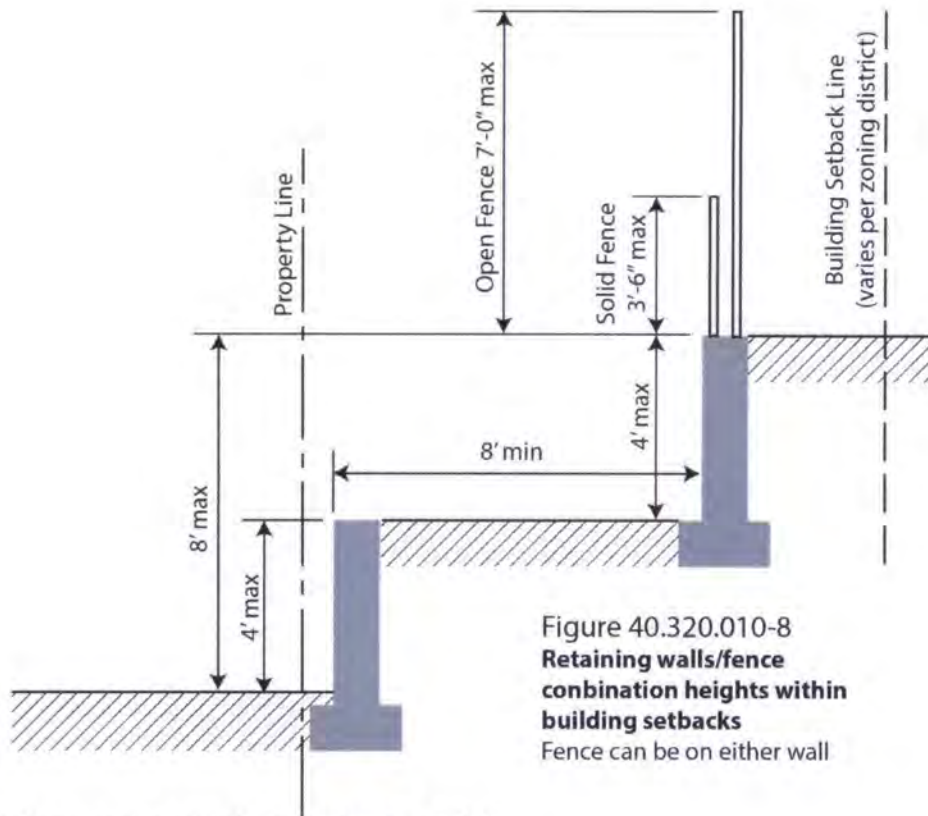 Open Fence 7'-0" max
Solid Fence
3'-6" max
Property Line
Building Setback Line
(varies per zoning district)
8' max
4' max
8' min
4' max
Figure 40.320.010-8
Retaining walls/fence
conbination heights within
building setbacks
Fence can be on either wall